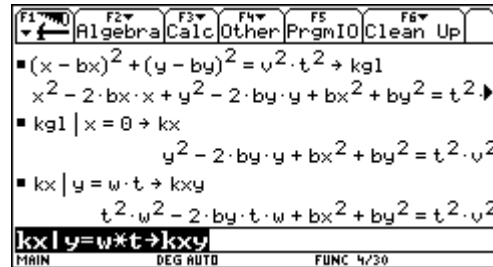 F1 F2 F3 F4 F5 F6
Algebra Calc Other PrgmIO Clean Up
▪(x - bx)² + (y - by)² = v²·t² → kgl
x² - 2·bx·x + y² - 2·by·y + bx² + by² = t²·▶
▪kgl | x = 0 → kx
y² - 2·by·y + bx² + by² = t²·v²
▪kx | y = w·t → kxy
t²·w² - 2·by·t·w + bx² + by² = t²·v²
kx|y=w*t→kxy
MAIN DEG AUTO FUNC 4/30